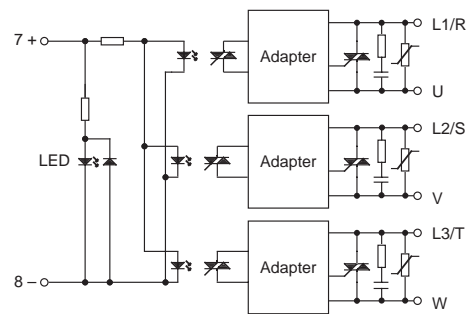 L1/R
7 +
Adapter
U
L2/S
LED
Adapter
V
L3/T
8 –
Adapter
W